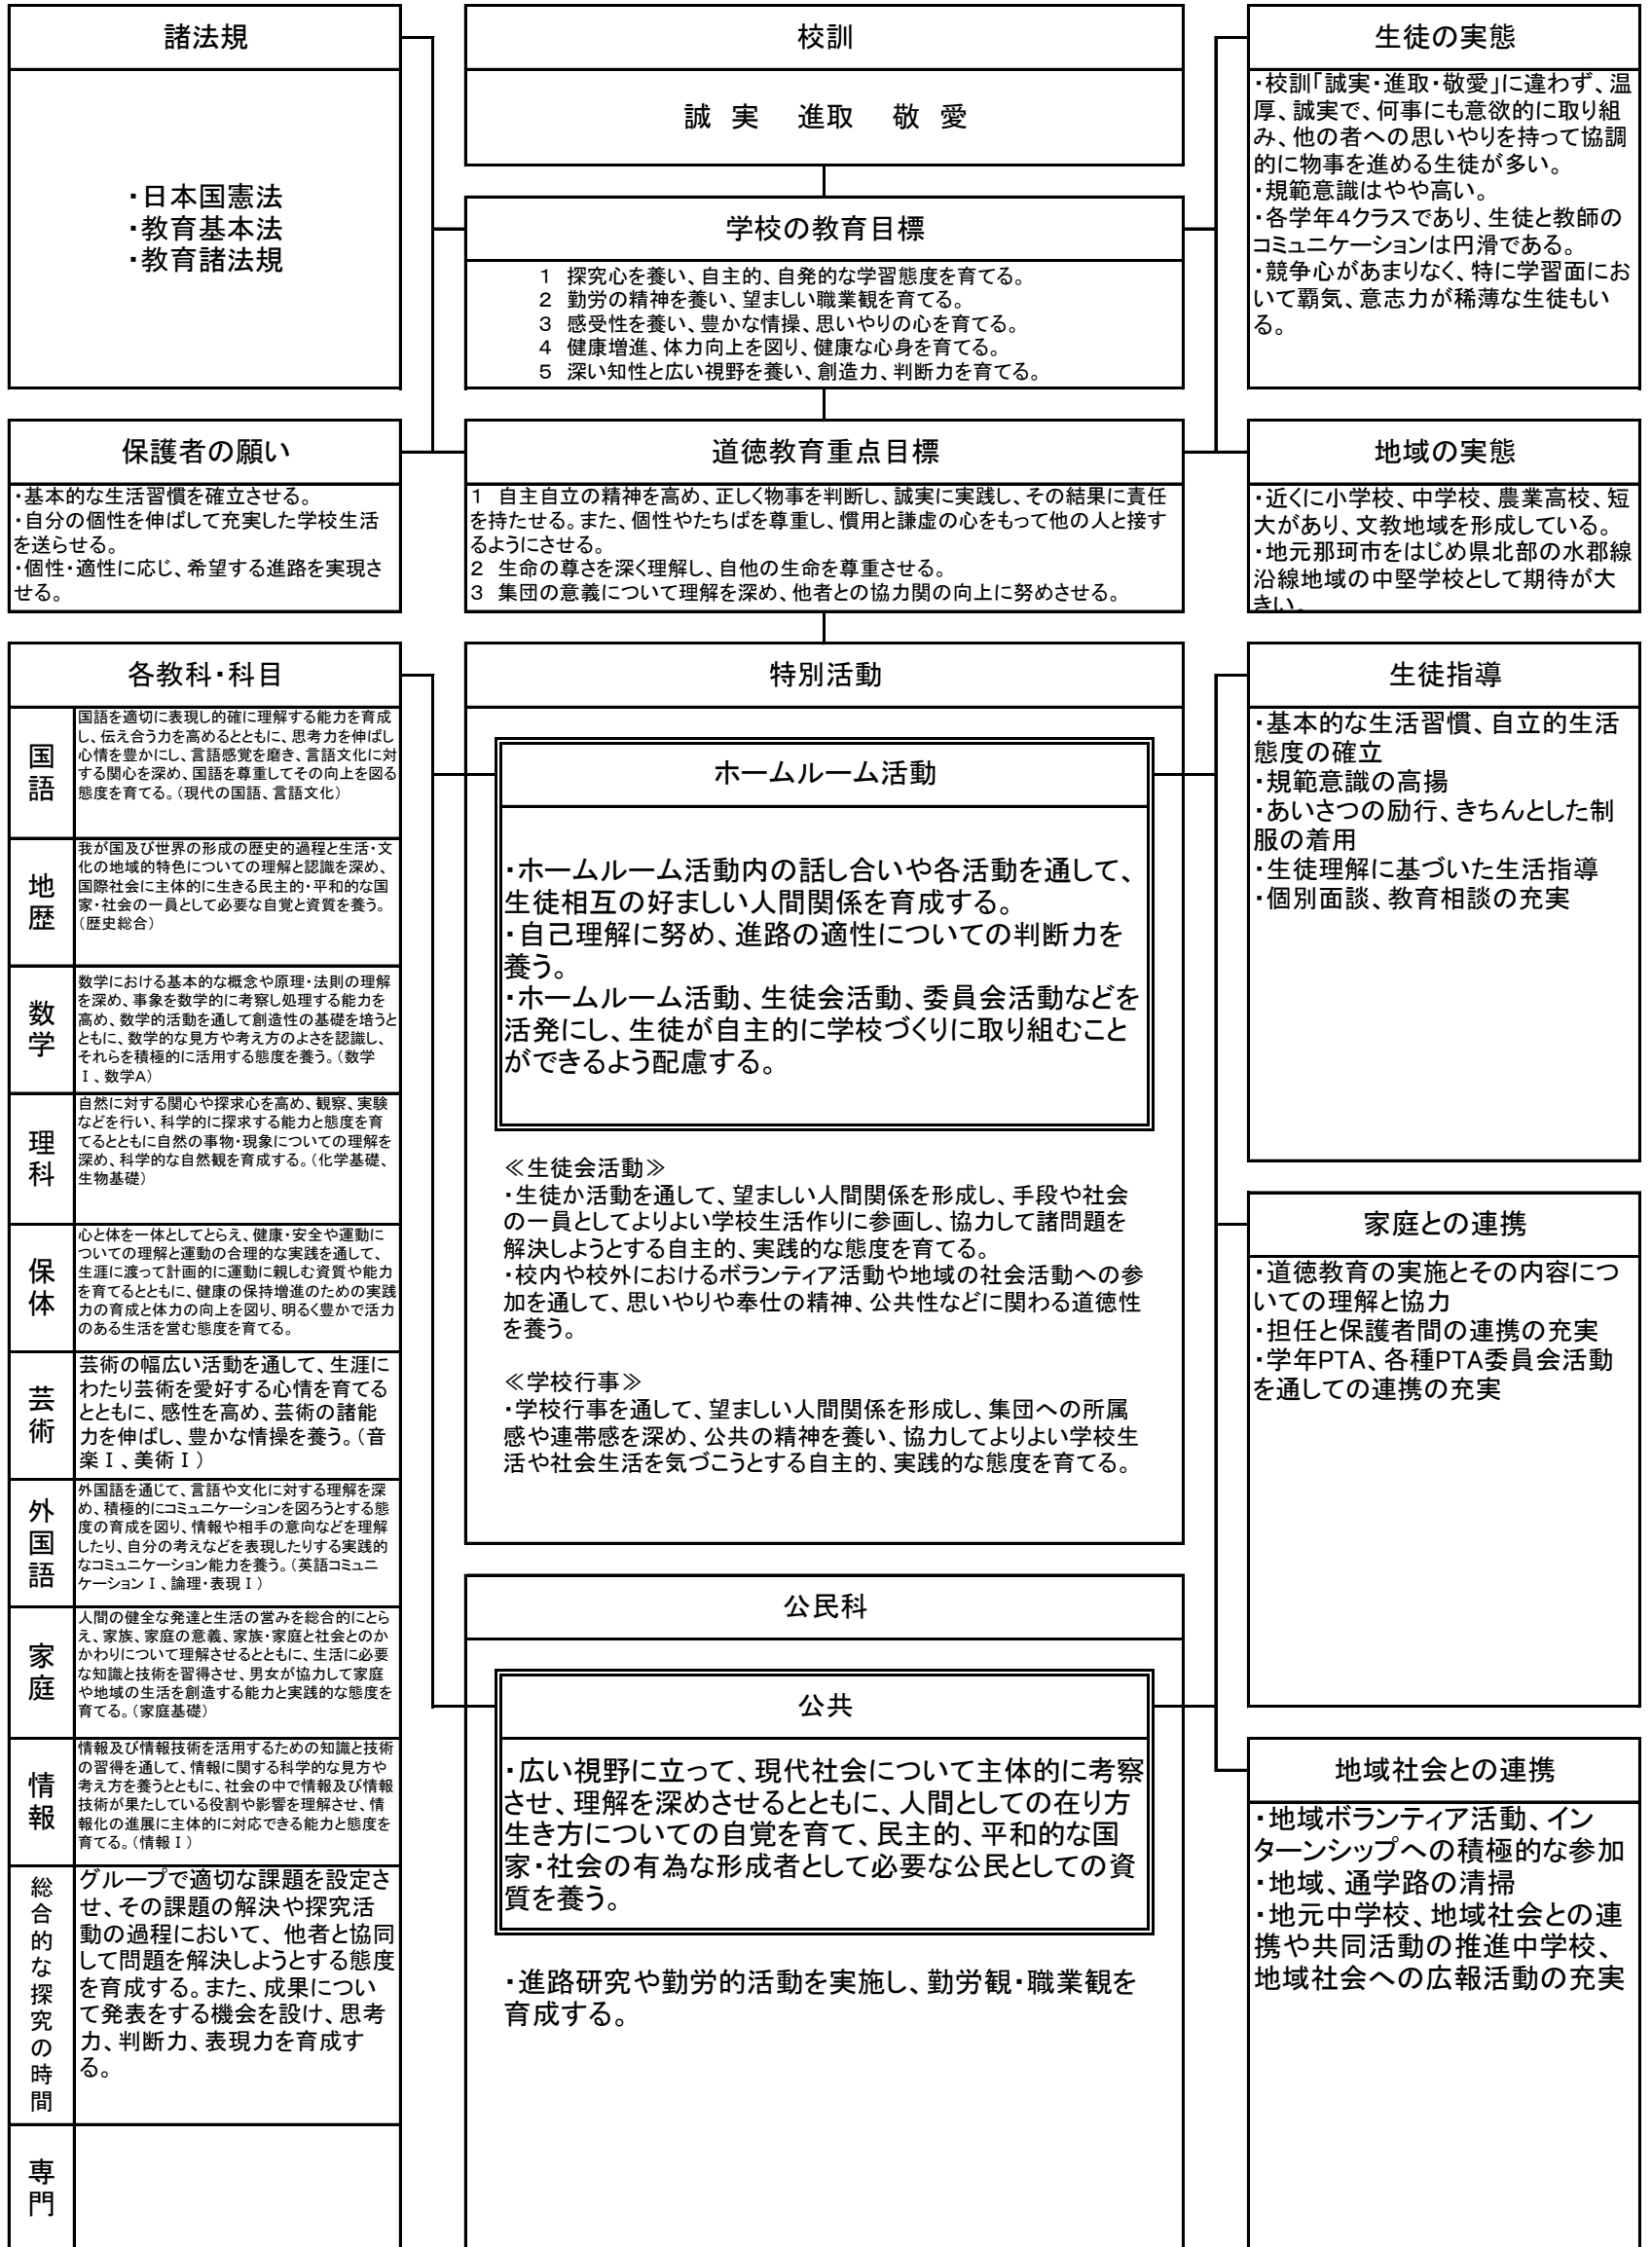 諸法規
・日本国憲法
・教育基本法
・教育諸法規
校訓
誠 実 進取 敬 愛
学校の教育目標
1 探究心を養い、自主的、自発的な学習態度を育てる。
2 勤労の精神を養い、望ましい職業観を育てる。
3 感受性を養い、豊かな情操、思いやりの心を育てる。
4 健康増進、体力向上を図り、健康な心身を育てる。
5 深い知性と広い視野を養い、創造力、判断力を育てる。
生徒の実態
・校訓「誠実・進取・敬愛」に違わず、温
厚、誠実で、何事にも意欲的に取り組
み、他の者への思いやりを持って協調
的に物事を進める生徒が多い。
・規範意識はやや高い。
・各学年4クラスであり、生徒と教師の
コミュニケーションは円滑である。
・競争心があまりなく、特に学習面にお
いて覇気、意志力が稀薄な生徒もい
る。
保護者の願い
・基本的な生活習慣を確立させる。
・自分の個性を伸ばして充実した学校生活
を送らせる。
・個性・適性に応じ、希望する進路を実現さ
せる。
道徳教育重点目標
1 自主自立の精神を高め、正しく物事を判断し、誠実に実践し、その結果に責任
を持たせる。また、個性やたちばを尊重し、慣用と謙虚の心をもって他の人と接す
るようにさせる。
2 生命の尊さを深く理解し、自他の生命を尊重させる。
3 集団の意義について理解を深め、他者との協力関の向上に努めさせる。
地域の実態
・近くに小学校、中学校、農業高校、短
大があり、文教地域を形成している。
・地元那珂市をはじめ県北部の水郡線
沿線地域の中堅学校として期待が大
きい。
各教科・科目
国語
国語を適切に表現し的確に理解する能力を育成
し、伝え合う力を高めるとともに、思考力を伸ばし
心情を豊かにし、言語感覚を磨き、言語文化に対
する関心を深め、国語を尊重してその向上を図る
態度を育てる。(現代の国語、言語文化)
地歴
我が国及び世界の形成の歴史的過程と生活・文
化の地域的特色についての理解と認識を深め、
国際社会に主体的に生きる民主的・平和的な国
家・社会の一員として必要な自覚と資質を養う。
(歴史総合)
数学
数学における基本的な概念や原理・法則の理解
を深め、事象を数学的に考察し処理する能力を
高め、数学的活動を通して創造性の基礎を培うと
ともに、数学的な見方や考え方のよさを認識し、
それらを積極的に活用する態度を養う。(数学
Ⅰ、数学A)
理科
自然に対する関心や探求心を高め、観察、実験
などを行い、科学的に探求する能力と態度を育
てるとともに自然の事物・現象についての理解を
深め、科学的な自然観を育成する。(化学基礎、
生物基礎)
保体
心と体を一体としてとらえ、健康・安全や運動に
ついての理解と運動の合理的な実践を通して、
生涯に渡って計画的に運動に親しむ資質や能力
を育てるとともに、健康の保持増進のための実践
力の育成と体力の向上を図り、明るく豊かで活力
のある生活を営む態度を育てる。
芸術
芸術の幅広い活動を通して、生涯に
わたり芸術を愛好する心情を育てる
とともに、感性を高め、芸術の諸能
力を伸ばし、豊かな情操を養う。(音
楽Ⅰ、美術Ⅰ)
外国語
外国語を通じて、言語や文化に対する理解を深
め、積極的にコミュニケーションを図ろうとする態
度の育成を図り、情報や相手の意向などを理解
したり、自分の考えなどを表現したりする実践的
なコミュニケーション能力を養う。(英語コミュニ
ケーションⅠ、論理・表現Ⅰ)
家庭
人間の健全な発達と生活の営みを総合的にとら
え、家族、家庭の意義、家族・家庭と社会とのか
かわりについて理解させるとともに、生活に必要
な知識と技術を習得させ、男女が協力して家庭
や地域の生活を創造する能力と実践的な態度を
育てる。(家庭基礎)
情報
情報及び情報技術を活用するための知識と技術
の習得を通して、情報に関する科学的な見方や
考え方を養うとともに、社会の中で情報及び情報
技術が果たしている役割や影響を理解させ、情
報化の進展に主体的に対応できる能力と態度を
育てる。(情報Ⅰ)
総合的な探究の時間
グループで適切な課題を設定さ
せ、その課題の解決や探究活
動の過程において、 他者と協同
して問題を解決しようとする態度
を育成する。また、成果につい
て発表をする機会を設け、思考
力、判断力、表現力を育成す
る。
専門
特別活動
ホームルーム活動
・ホームルーム活動内の話し合いや各活動を通して、
生徒相互の好ましい人間関係を育成する。
・自己理解に努め、進路の適性についての判断力を
養う。
・ホームルーム活動、生徒会活動、委員会活動などを
活発にし、生徒が自主的に学校づくりに取り組むこと
ができるよう配慮する。
≪生徒会活動≫
・生徒か活動を通して、望ましい人間関係を形成し、手段や社会
の一員としてよりよい学校生活作りに参画し、協力して諸問題を
解決しようとする自主的、実践的な態度を育てる。
・校内や校外におけるボランティア活動や地域の社会活動への参
加を通して、思いやりや奉仕の精神、公共性などに関わる道徳性
を養う。
≪学校行事≫
・学校行事を通して、望ましい人間関係を形成し、集団への所属
感や連帯感を深め、公共の精神を養い、協力してよりよい学校生
活や社会生活を気づこうとする自主的、実践的な態度を育てる。
公民科
公共
・広い視野に立って、現代社会について主体的に考察
させ、理解を深めさせるとともに、人間としての在り方
生き方についての自覚を育て、民主的、平和的な国
家・社会の有為な形成者として必要な公民としての資
質を養う。
・進路研究や勤労的活動を実施し、勤労観・職業観を
育成する。
生徒指導
・基本的な生活習慣、自立的生活
態度の確立
・規範意識の高揚
・あいさつの励行、きちんとした制
服の着用
・生徒理解に基づいた生活指導
・個別面談、教育相談の充実
家庭との連携
・道徳教育の実施とその内容につ
いての理解と協力
・担任と保護者間の連携の充実
・学年PTA、各種PTA委員会活動
を通しての連携の充実
地域社会との連携
・地域ボランティア活動、イン
ターンシップへの積極的な参加
・地域、通学路の清掃
・地元中学校、地域社会との連
携や共同活動の推進中学校、
地域社会への広報活動の充実